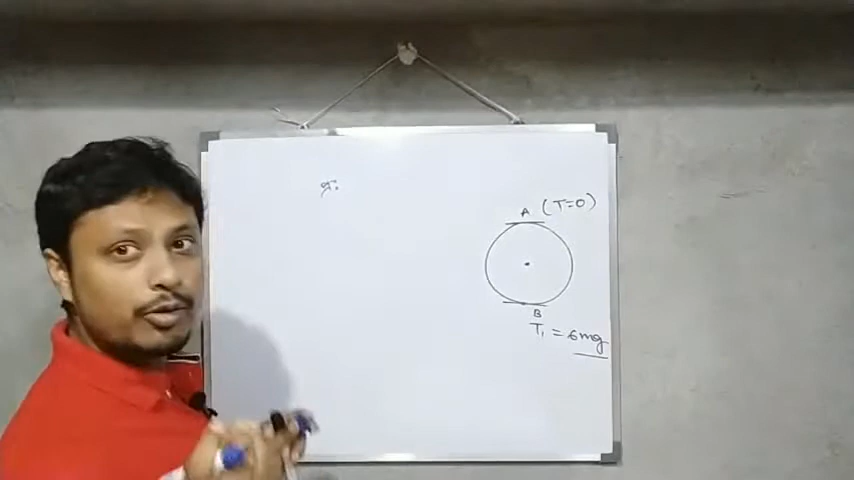 A (T=0)
B
T₁ = 6mg